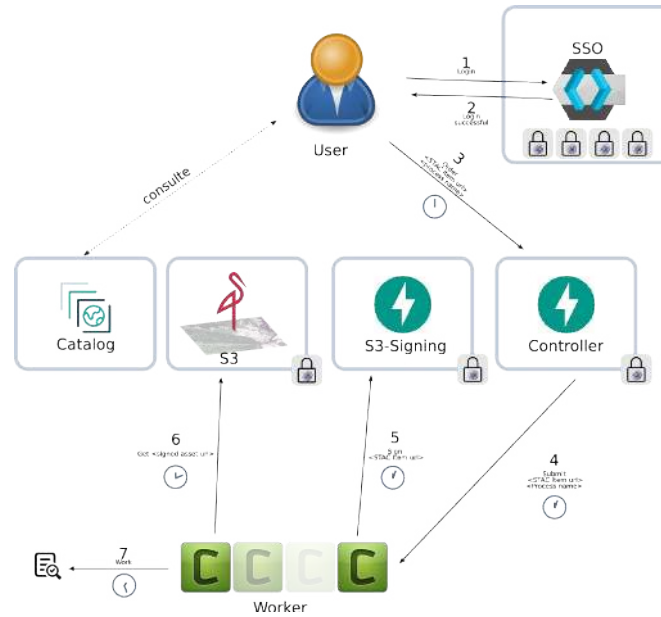 SSO
1
Login
2
Login
successful
User
3
Order
<STAC item url>
<process name>
consulte
Catalog
S3
S3-Signing
Controller
6
Get <signed asset url>
5
Sign
<STAC item url>
4
Submit
<STAC item url>
<Process name>
7
Work
C
C
C
C
Worker